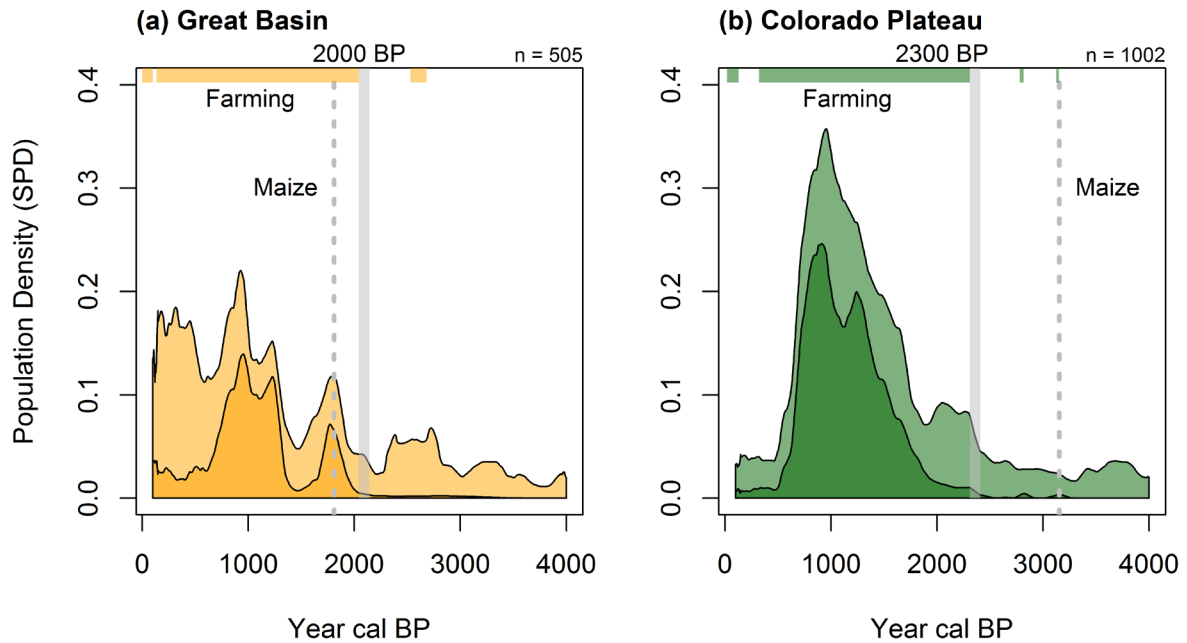 (a) Great Basin
2000 BP
n = 505
Farming
Maize
0.0
0.1
0.2
0.3
0.4
Population Density (SPD)
0
1000
2000
3000
4000
Year cal BP
(b) Colorado Plateau
2300 BP
n = 1002
Farming
Maize
0.0
0.1
0.2
0.3
0.4
0
1000
2000
3000
4000
Year cal BP